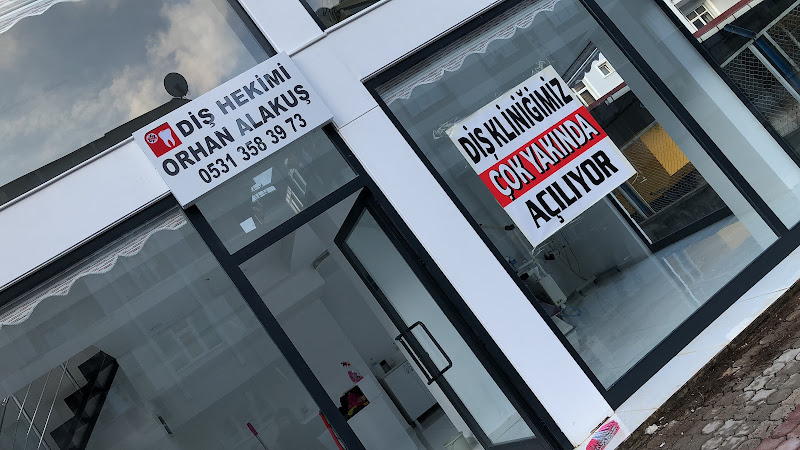 DİŞ HEKİMİ
ORHAN ALAKUŞ
0531 358 39 73
DİŞ KLİNİĞİMİZ
ÇOK YAKINDA
AÇILIYOR